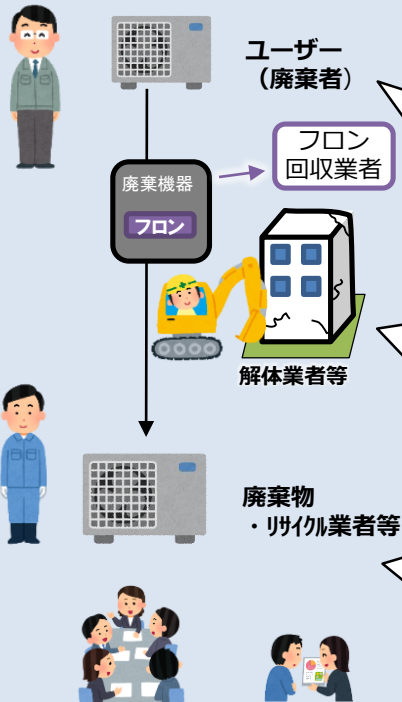 ユーザー
（廃棄者）
フロン
回収業者
廃棄機器
フロン
解体業者等
廃棄物
・リサイクル業者等